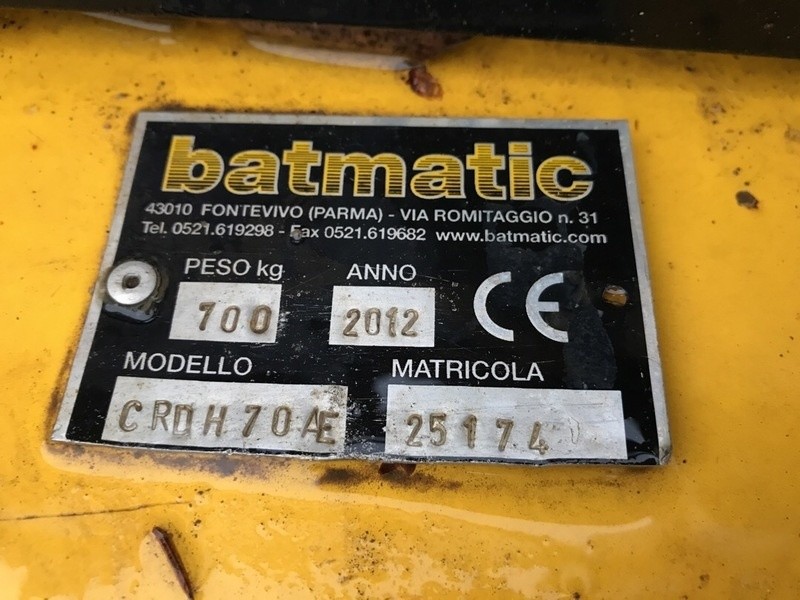 batmatic
43010 FONTEVIVO (PARMA) - VIA ROMITAGGIO n. 31
Tel. 0521.619298 - Fax 0521.619682 www.batmatic.com
PESO kg ANNO
700 2012 CE
MODELLO MATRICOLA
CRDH70AE 25174